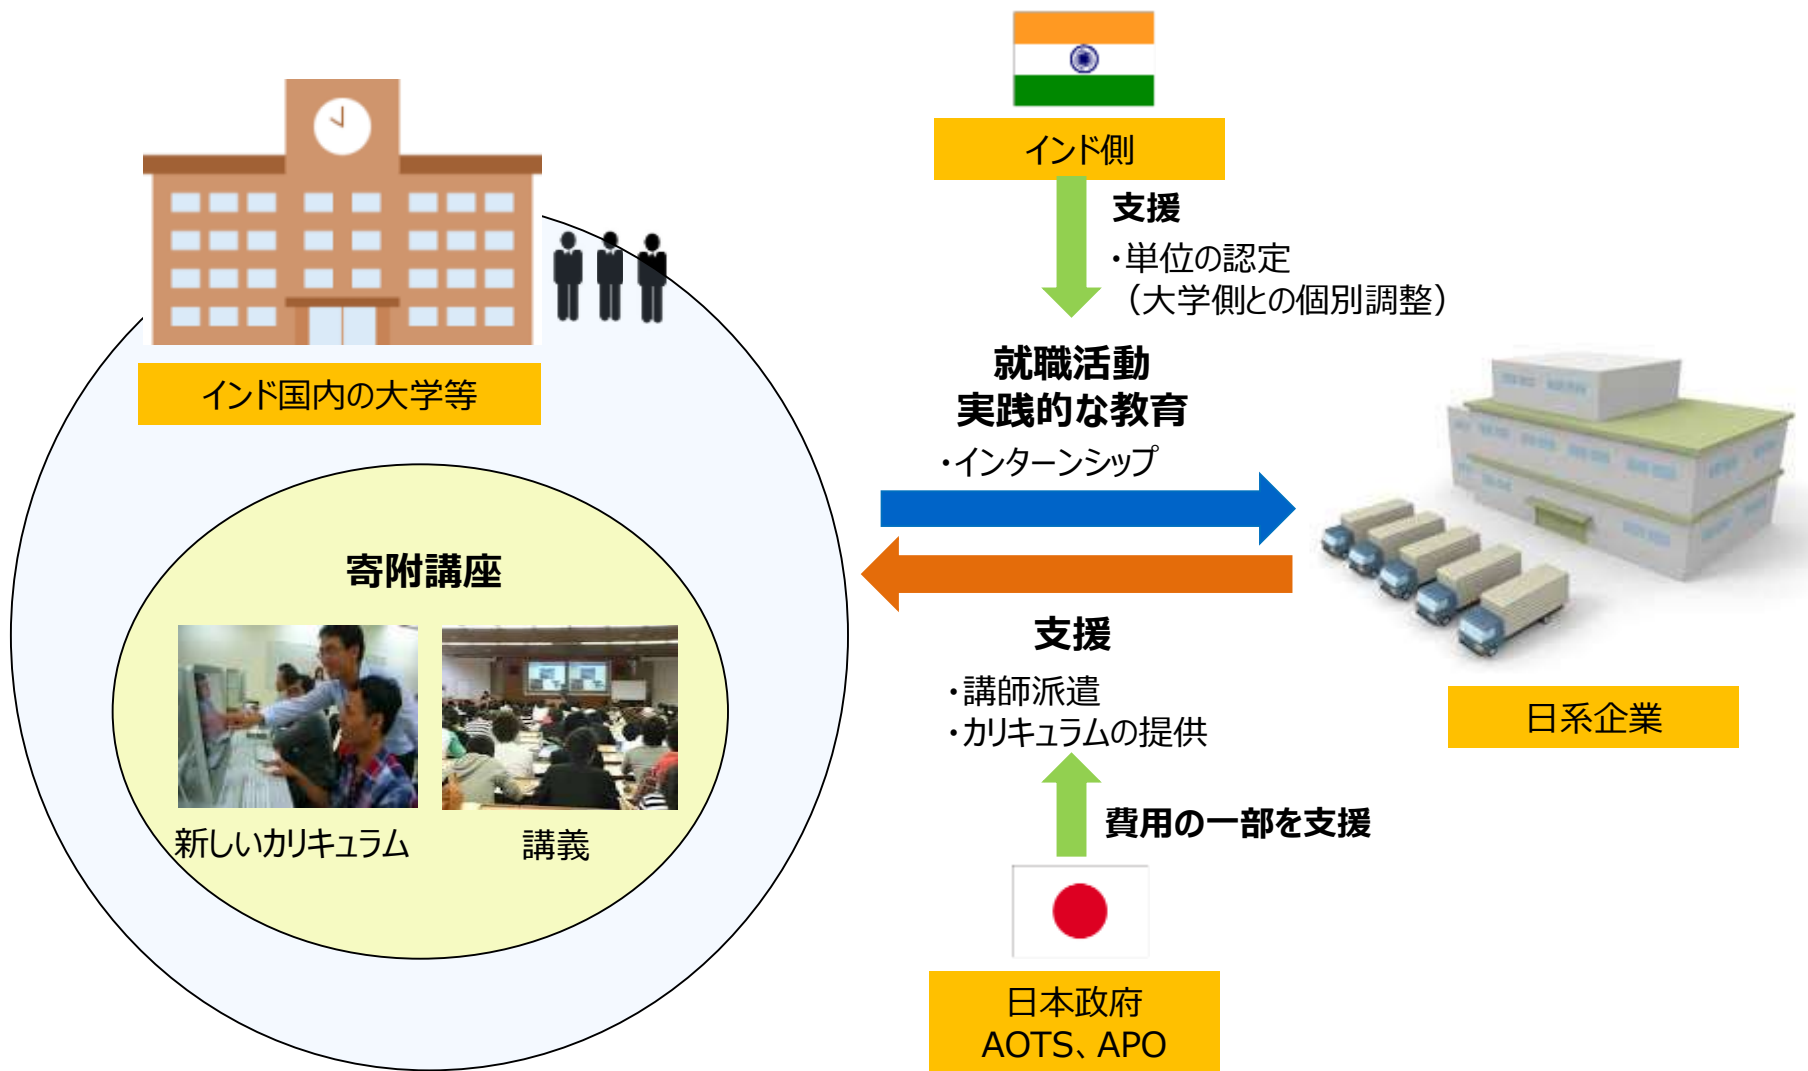 インド側
支援
・単位の認定
（大学側との個別調整）
インド国内の大学等
就職活動
実践的な教育
・インターンシップ
寄附講座
新しいカリキュラム
講義
支援
・講師派遣
・カリキュラムの提供
日系企業
費用の一部を支援
日本政府
AOTS、APO